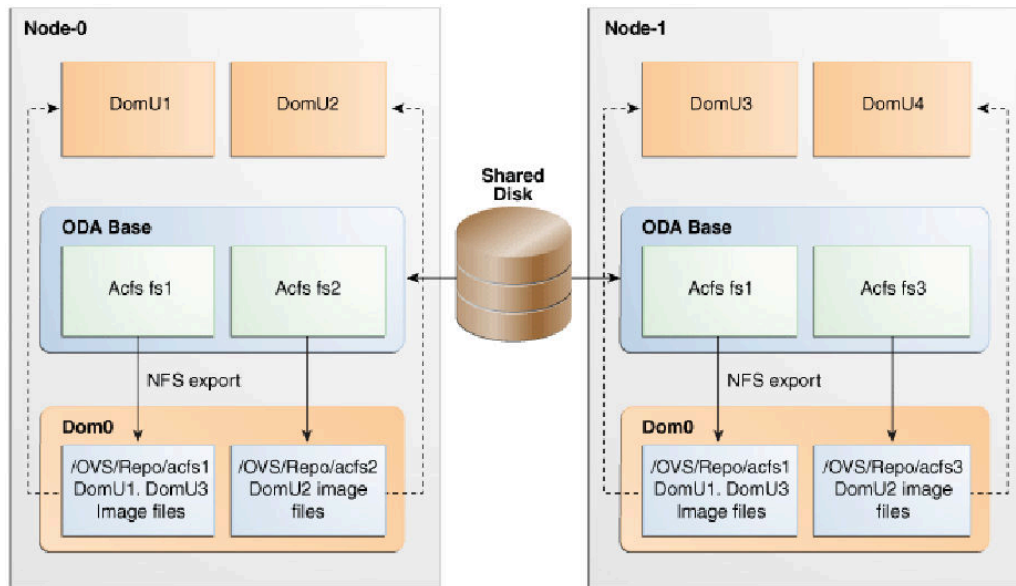 Node-0
DomU1
DomU2
ODA Base
Acfs fs1
Acfs fs2
NFS export
Dom0
/OVS/Repo/acfs1
DomU1. DomU3
Image files
/OVS/Repo/acfs2
DomU2 image
files
Shared
Disk
Node-1
DomU3
DomU4
ODA Base
Acfs fs1
Acfs fs3
NFS export
Dom0
/OVS/Repo/acfs1
DomU1. DomU3
Image files
/OVS/Repo/acfs3
DomU2 image
files